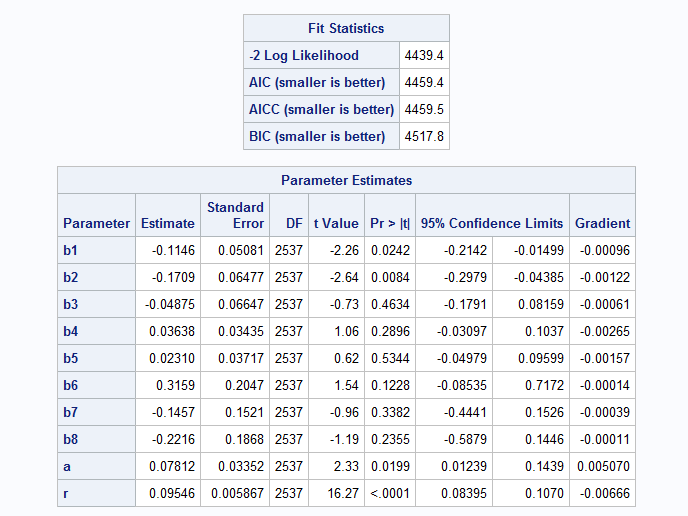 Fit Statistics
-2 Log Likelihood 4439.4
AIC (smaller is better) 4459.4
AICC (smaller is better) 4459.5
BIC (smaller is better) 4517.8
Parameter Estimates
Parameter Estimate Standard Error DF t Value Pr > |t| 95% Confidence Limits Gradient
b1 -0.1146 0.05081 2537 -2.26 0.0242 -0.2142 -0.01499 -0.00096
b2 -0.1709 0.06477 2537 -2.64 0.0084 -0.2979 -0.04385 -0.00122
b3 -0.04875 0.06647 2537 -0.73 0.4634 -0.1791 0.08159 -0.00061
b4 0.03638 0.03435 2537 1.06 0.2896 -0.03097 0.1037 -0.00265
b5 0.02310 0.03717 2537 0.62 0.5344 -0.04979 0.09599 -0.00157
b6 0.3159 0.2047 2537 1.54 0.1228 -0.08535 0.7172 -0.00014
b7 -0.1457 0.1521 2537 -0.96 0.3382 -0.4441 0.1526 -0.00039
b8 -0.2216 0.1868 2537 -1.19 0.2355 -0.5879 0.1446 -0.00011
a 0.07812 0.03352 2537 2.33 0.0199 0.01239 0.1439 0.005070
r 0.09546 0.005867 2537 16.27 <.0001 0.08395 0.1070 -0.00666